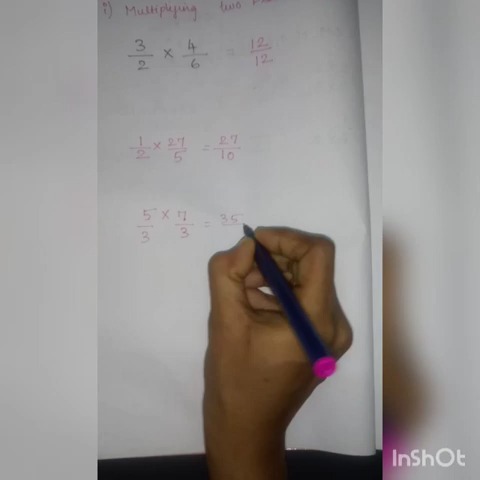 i) Multiplying two
3/2 × 4/6 = 12/12
1/2 × 27/5 = 27/10
5/3 × 7/3 = 35
InShOt